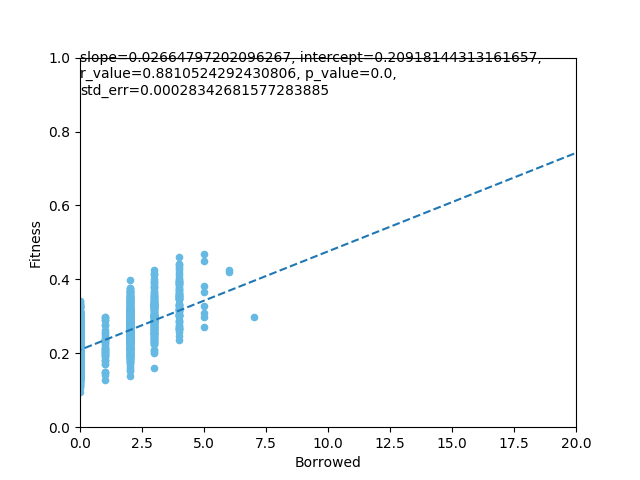 slope=0.02664797202096267, intercept=0.20918144313161657,
r_value=0.8810524292430806, p_value=0.0,
std_err=0.00028342681577283885
1.0
0.8
0.6
0.4
0.2
0.0
Fitness
0.0 2.5 5.0 7.5 10.0 12.5 15.0 17.5 20.0
Borrowed